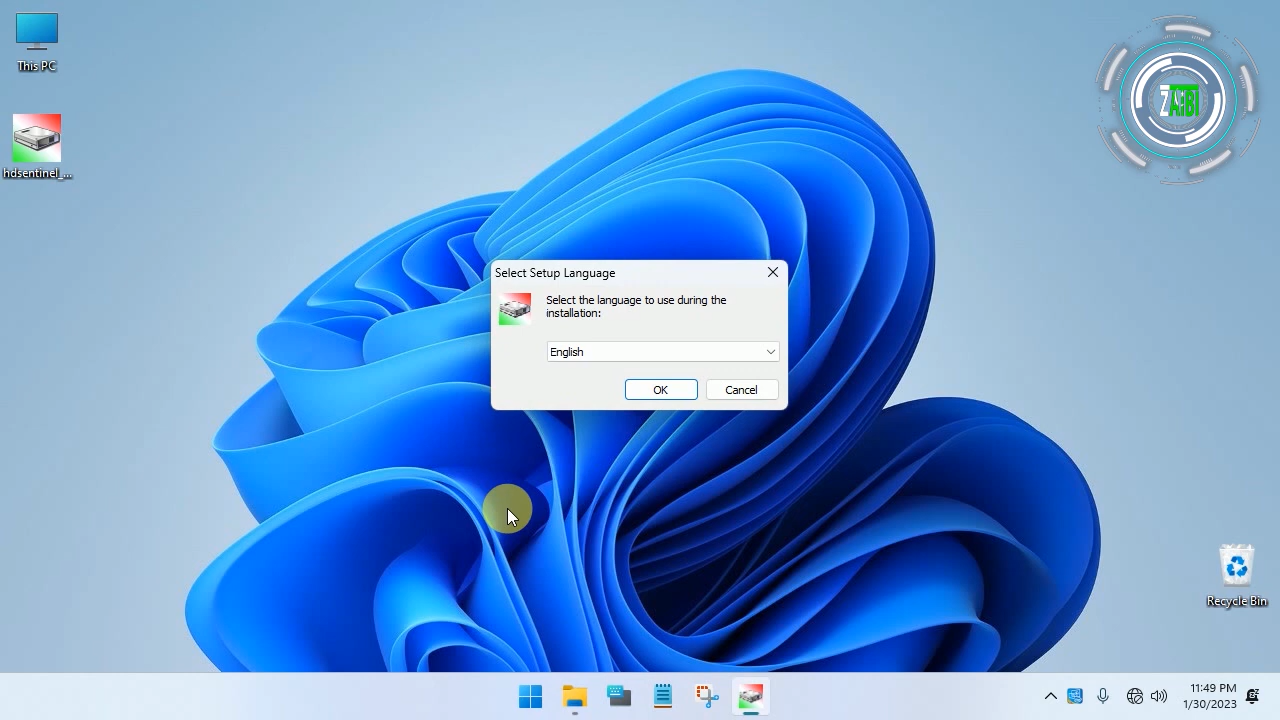 This PC
hdsentinel_...
ZAIBI
Select Setup Language
Select the language to use during the
installation:
English
OK
Cancel
Recycle Bin
11:49 PM
1/30/2023